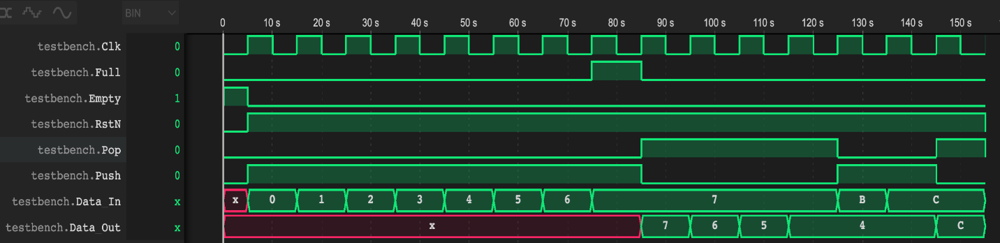 BIN
0 10 s 20 s 30 s 40 s 50 s 60 s 70 s 80 s 90 s 100 s 110 s 120 s 130 s 140 s 150 s
testbench.Clk 0
testbench.Full 0
testbench.Empty 1
testbench.RstN 0
testbench.Pop 0
testbench.Push 0
testbench.Data_In x x 0 1 2 3 4 5 6 7 B C
testbench.Data_Out x x 7 6 5 4 C